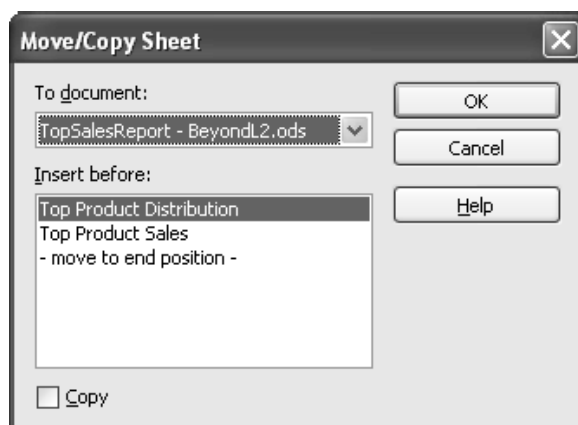 Move/Copy Sheet
To document:
TopSalesReport - BeyondL2.ods
Insert before:
Top Product Distribution
Top Product Sales
- move to end position -
Copy
OK
Cancel
Help